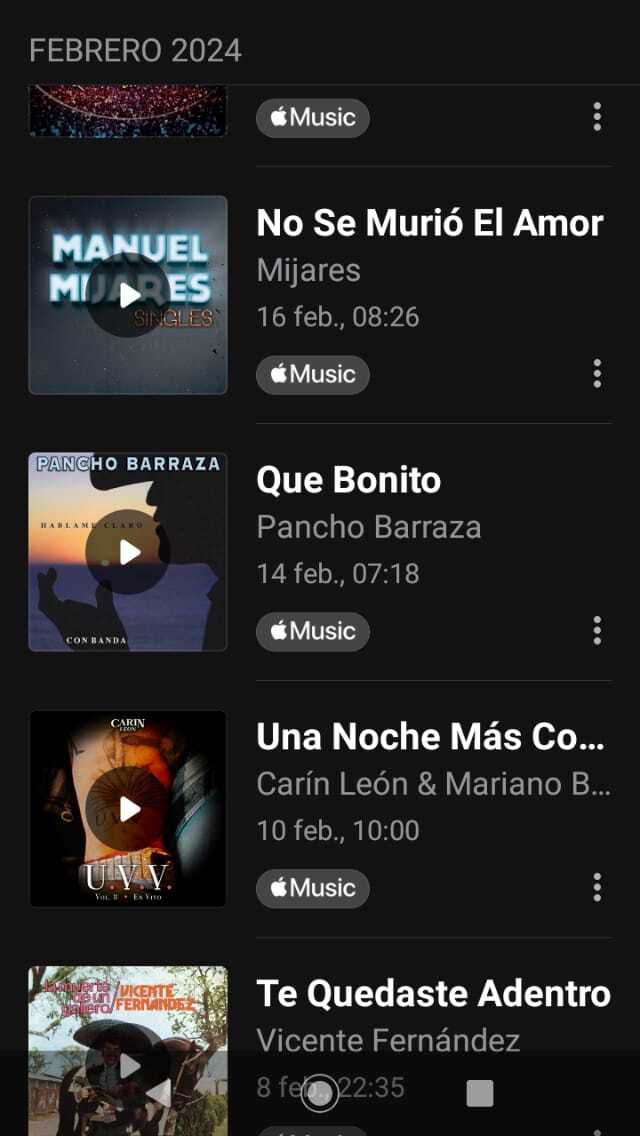 FEBRERO 2024
Music
MANUEL
MIJARES
SINGLES
No Se Murió El Amor
Mijares
16 feb., 08:26
Music
PANCHO BARRAZA
HABLAME CLARO
CON BANDA
Que Bonito
Pancho Barraza
14 feb., 07:18
Music
CARIN
LEON
U.V.V.
VOL. II • EN VIVO
Una Noche Más Co...
Carín León & Mariano B...
10 feb., 10:00
Music
la muerte
de un
gallero/
VICENTE
FERNANDEZ
Te Quedaste Adentro
Vicente Fernández
8 feb., 22:35